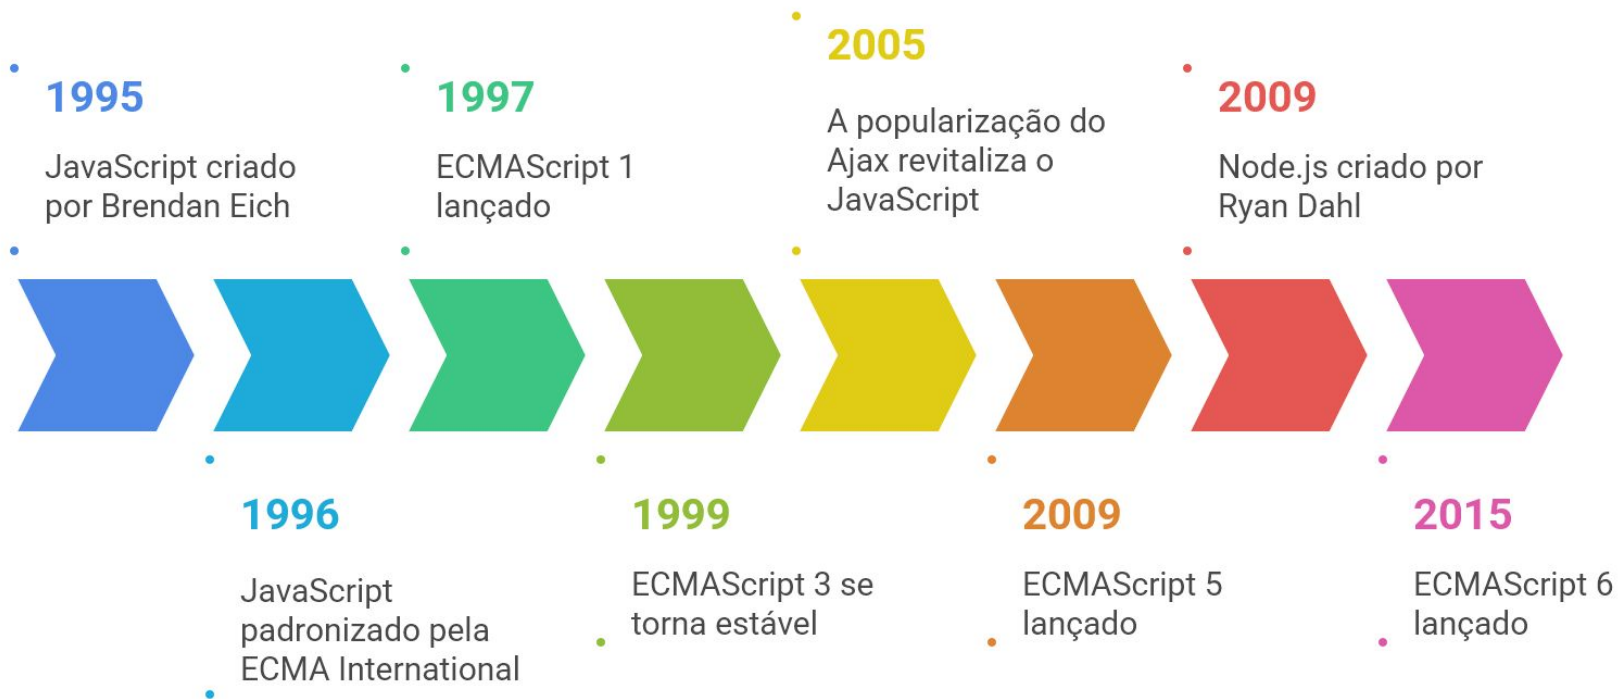 1995
JavaScript criado
por Brendan Eich
1996
JavaScript
padronizado pela
ECMA International
1997
ECMAScript 1
lançado
1999
ECMAScript 3 se
torna estável
2005
A popularização do
Ajax revitaliza o
JavaScript
2009
ECMAScript 5
lançado
2009
Node.js criado por
Ryan Dahl
2015
ECMAScript 6
lançado